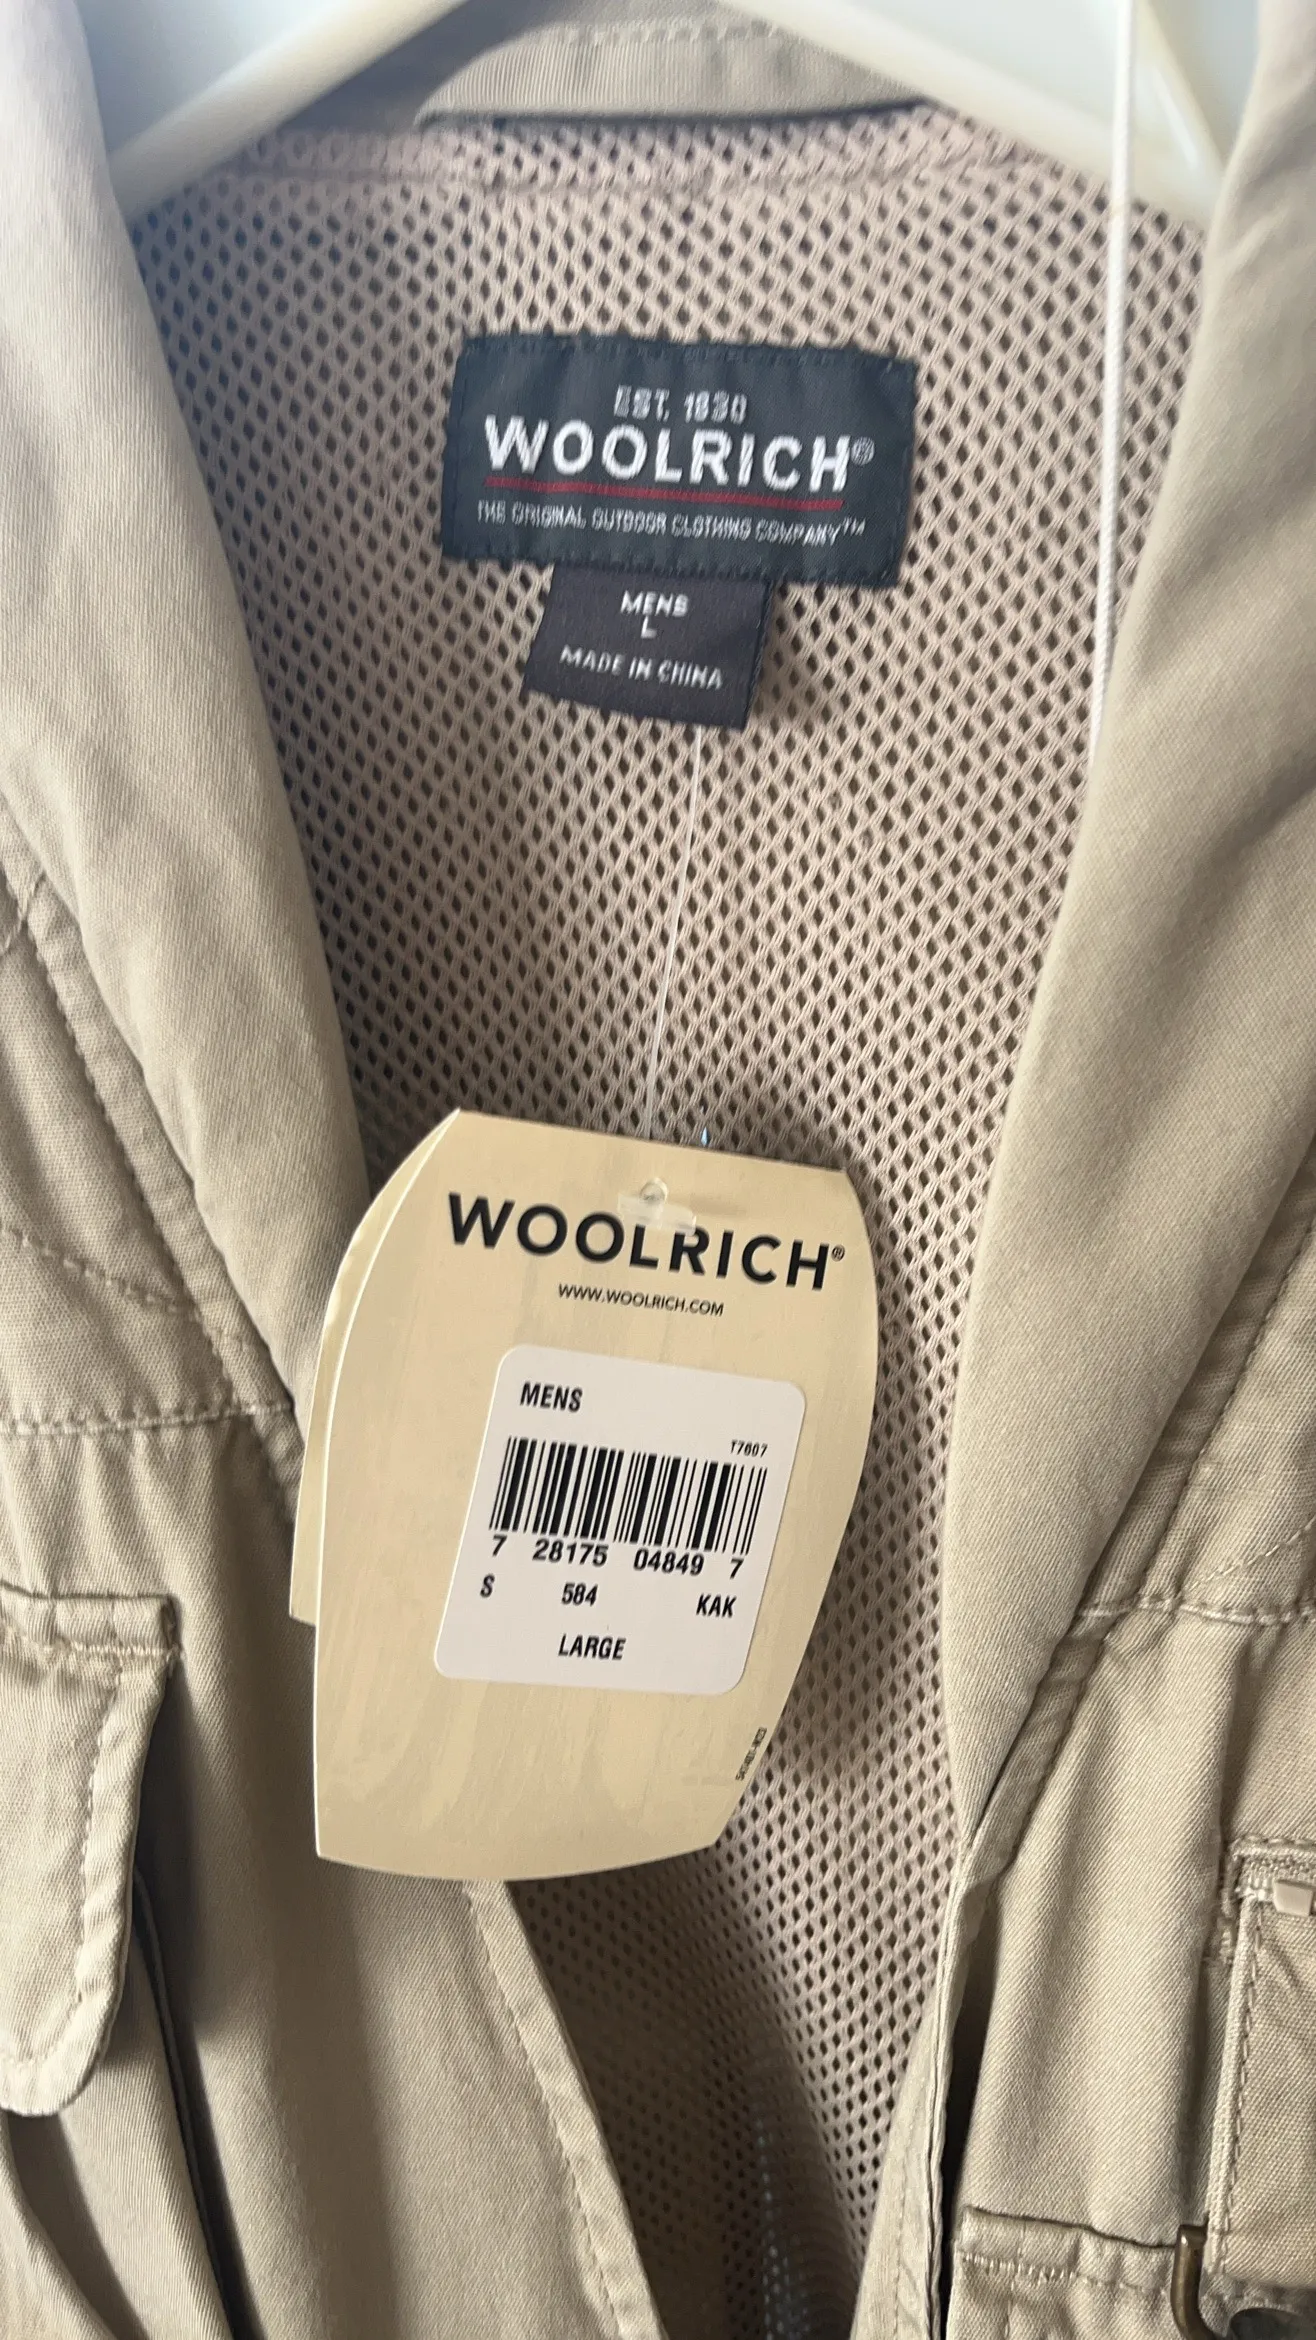 EST. 1830
WOOLRICH®
THE ORIGINAL OUTDOOR CLOTHING COMPANY™
MENS
L
MADE IN CHINA
WOOLRICH®
WWW.WOOLRICH.COM
MENS
T7607
7 28175 04849 7
S 584 KAK
LARGE